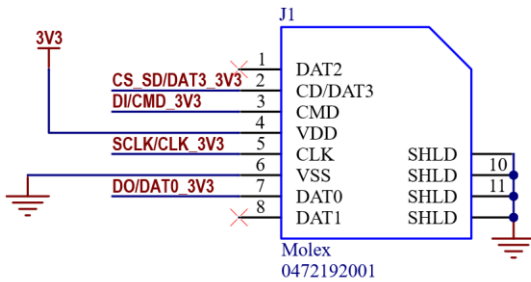 J1
3V3
1 DAT2
CS_SD/DAT3_3V3 2 CD/DAT3
DI/CMD_3V3 3 CMD
4 VDD
SCLK/CLK_3V3 5 CLK SHLD
6 VSS SHLD 10
DO/DAT0_3V3 7 DAT0 SHLD 11
8 DAT1 SHLD
Molex
0472192001